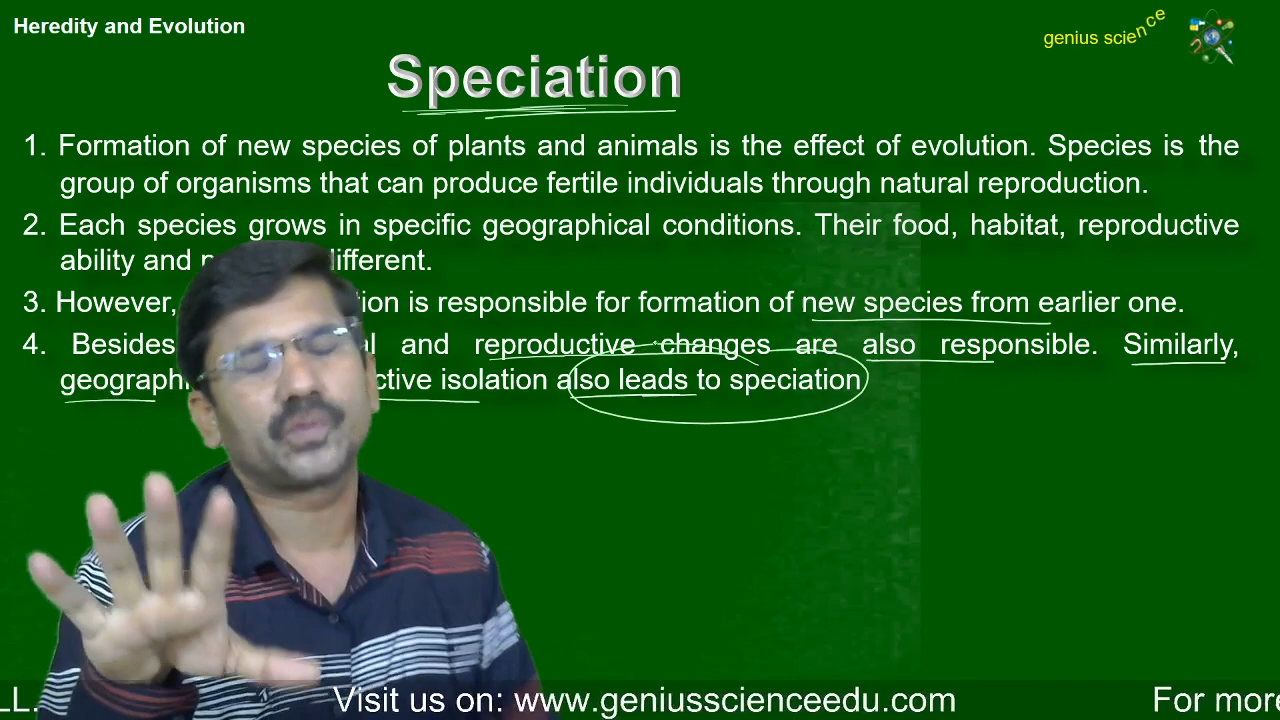 Heredity and Evolution
genius science
Speciation
1. Formation of new species of plants and animals is the effect of evolution. Species is the
group of organisms that can produce fertile individuals through natural reproduction.
2. Each species grows in specific geographical conditions. Their food, habitat, reproductive
ability and different.
3. However, is responsible for formation of new species from earlier one.
4. Besides and reproductive changes are also responsible. Similarly,
isolation also leads to speciation
LL. Visit us on: www.geniusscienceedu.com For more